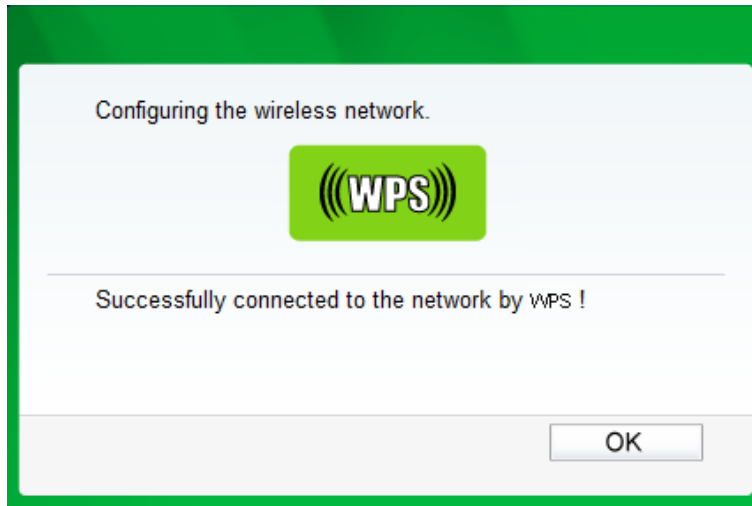 Configuring the wireless network.
(((WPS)))
Successfully connected to the network by WPS !
OK